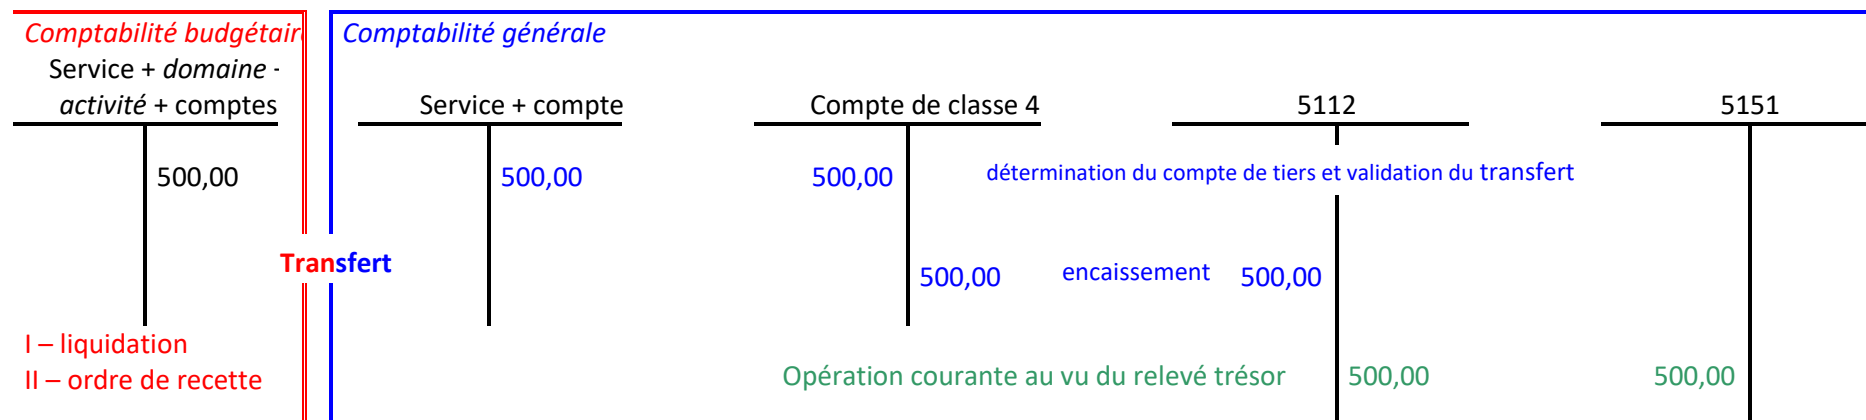 Comptabilité budgétair
Comptabilité générale
Service + domaine -
activité + comptes
Service + compte
Compte de classe 4
5112
5151
500,00
500,00
500,00
détermination du compte de tiers et validation du transfert
Transfert
500,00
encaissement
500,00
I – liquidation
II – ordre de recette
Opération courante au vu du relevé trésor
500,00
500,00